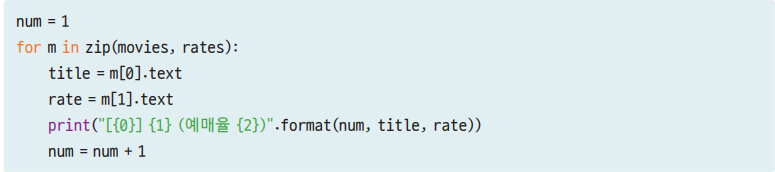 num = 1
for m in zip(movies, rates):
    title = m[0].text
    rate = m[1].text
    print("[{0}] {1} (예매율 {2})".format(num, title, rate))
    num = num + 1